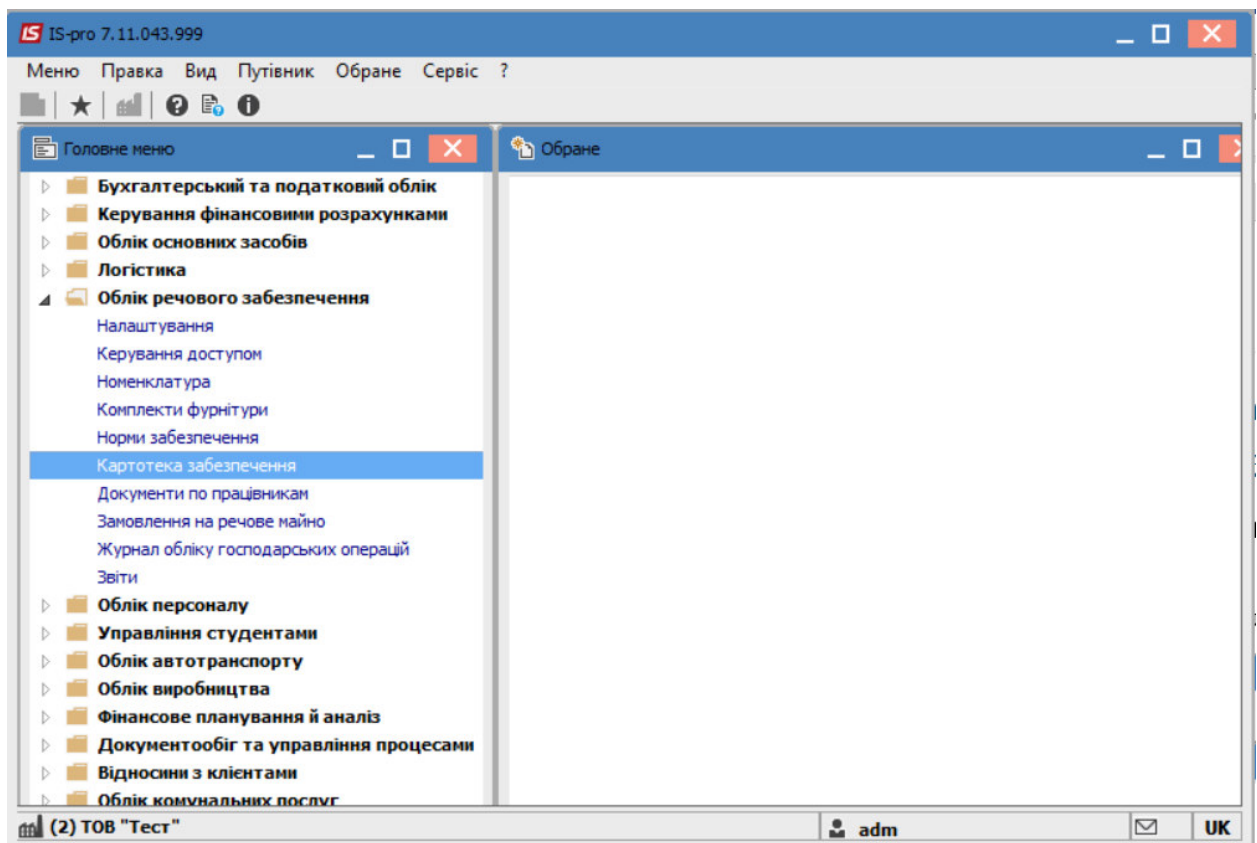 IS-pro 7.11.043.999
Меню Правка Вид Путівник Обране Сервіс ?
Головне меню
Обране
Бухгалтерський та податковий облік
Керування фінансовими розрахунками
Облік основних засобів
Логістика
Облік речового забезпечення
Налаштування
Керування доступом
Номенклатура
Комплекти фурнітури
Норми забезпечення
Картотека забезпечення
Документи по працівникам
Замовлення на речове майно
Журнал обліку господарських операцій
Звіти
Облік персоналу
Управління студентами
Облік автотранспорту
Облік виробництва
Фінансове планування й аналіз
Документообіг та управління процесами
Відносини з клієнтами
Облік комунальних послуг
(2) ТОВ "Тест" adm UK